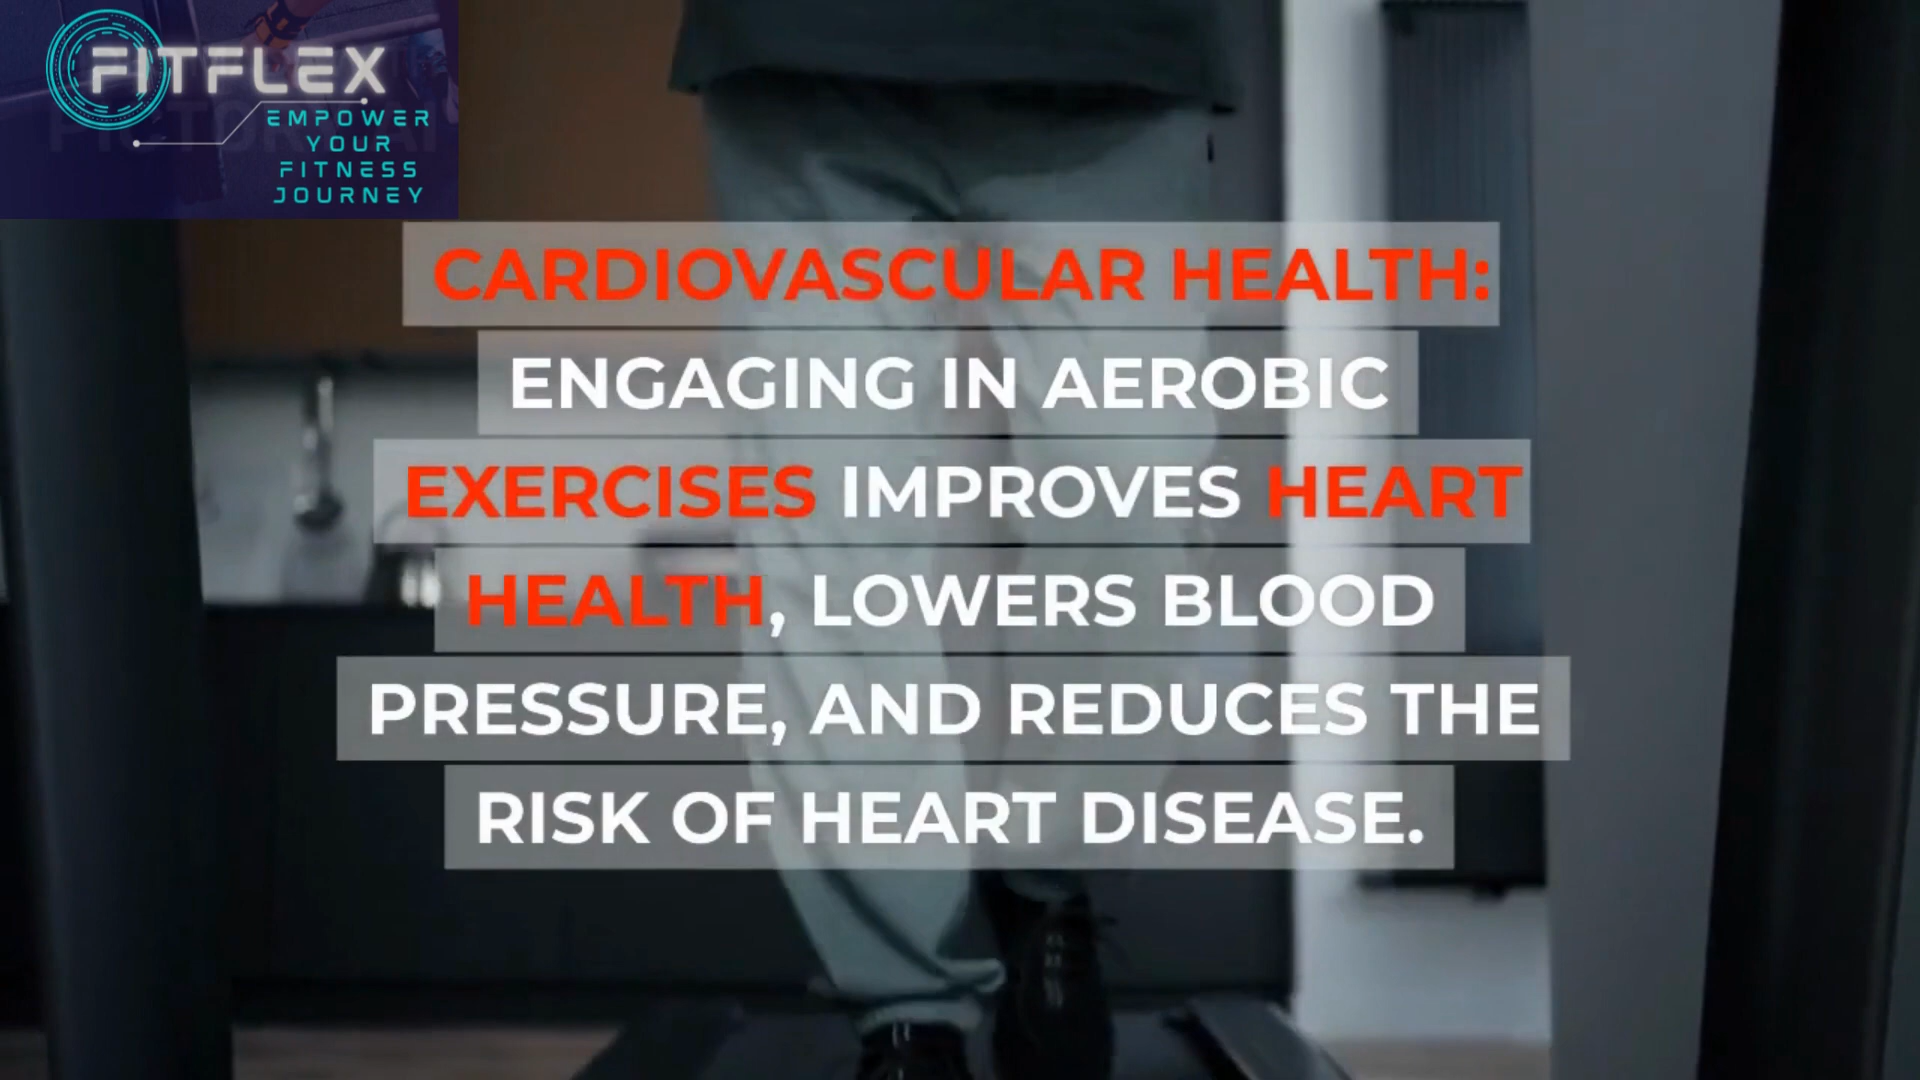 FITFLEX
EMPOWER
YOUR
FITNESS
JOURNEY
CARDIOVASCULAR HEALTH:
ENGAGING IN AEROBIC
EXERCISES IMPROVES HEART
HEALTH, LOWERS BLOOD
PRESSURE, AND REDUCES THE
RISK OF HEART DISEASE.